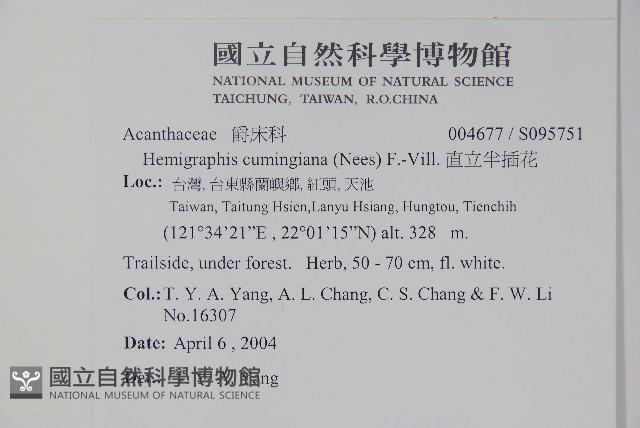 國立自然科學博物館
NATIONAL MUSEUM OF NATURAL SCIENCE
TAICHUNG, TAIWAN, R.O.CHINA
Acanthaceae 爵床科 004677 / S095751
Hemigraphis cumingiana (Nees) F.-Vill. 直立半插花
Loc.: 台灣, 台東縣蘭嶼鄉, 紅頭, 天池
Taiwan, Taitung Hsien,Lanyu Hsiang, Hungtou, Tienchih
(121°34’21”E , 22°01’15”N) alt. 328 m.
Trailside, under forest. Herb, 50 - 70 cm, fl. white.
Col.: T. Y. A. Yang, A. L. Chang, C. S. Chang & F. W. Li
No.16307
Date: April 6 , 2004
國立自然科學博物館
NATIONAL MUSEUM OF NATURAL SCIENCE